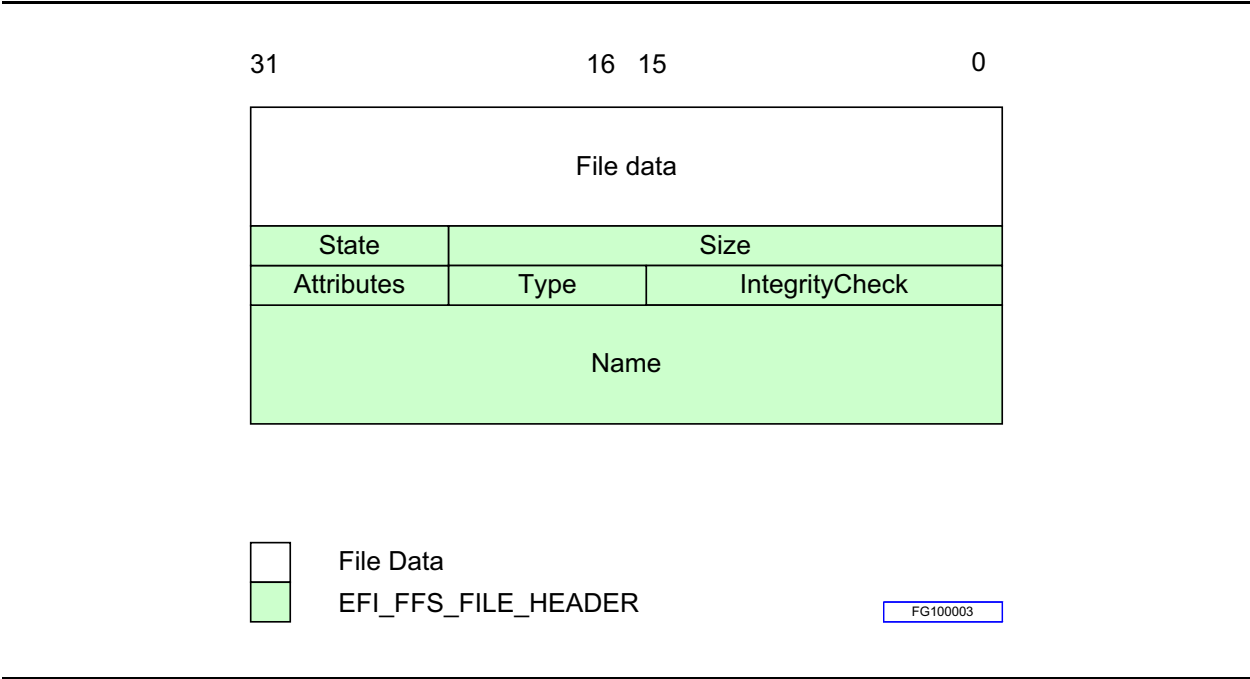 31 16 15 0
File data
State Size
Attributes Type IntegrityCheck
Name
File Data
EFI_FFS_FILE_HEADER
FG100003